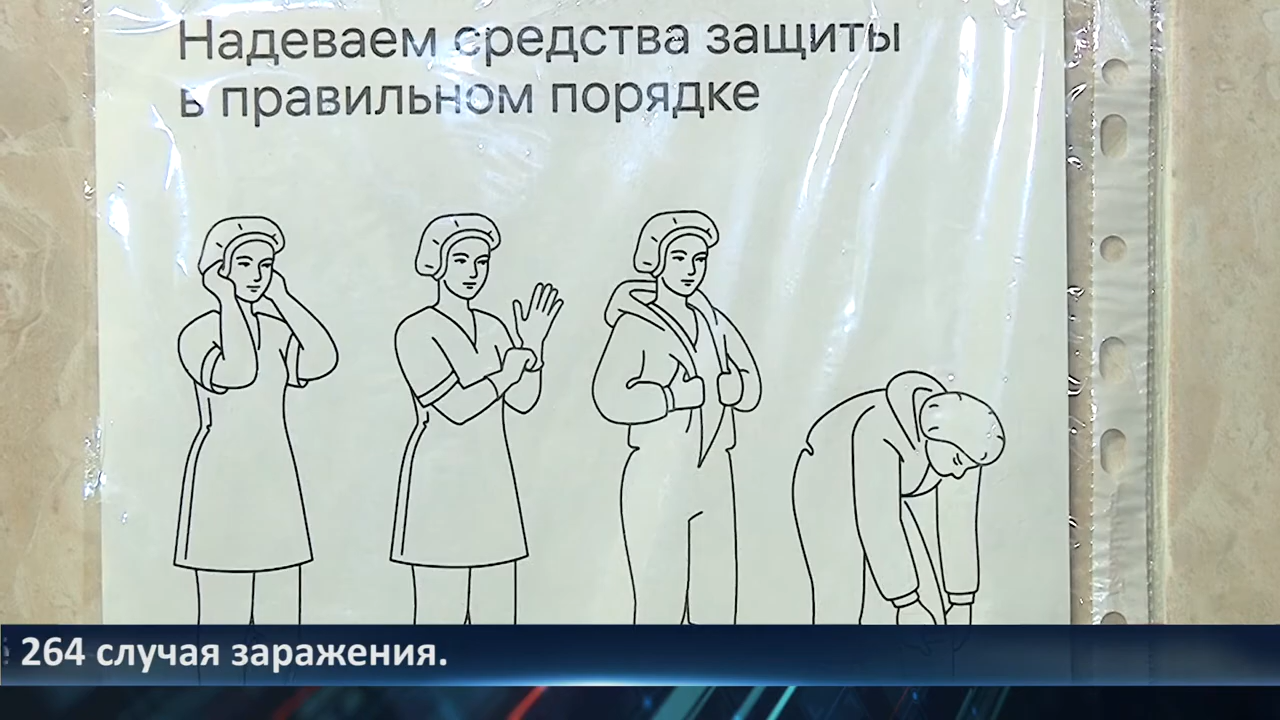 Надеваем средства защиты
в правильном порядке
264 случая заражения.